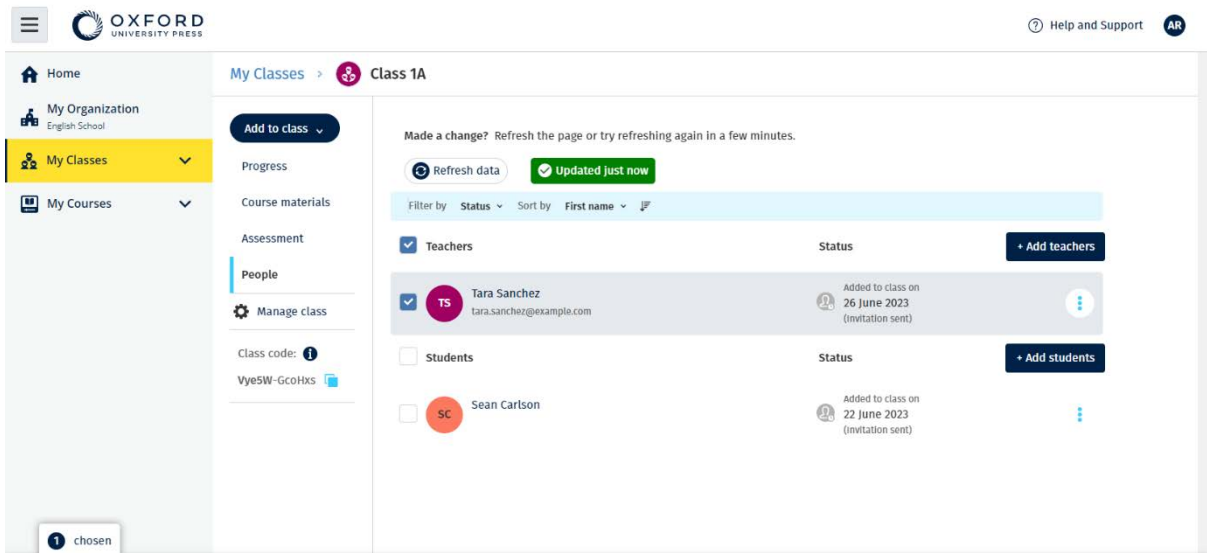 OXFORD
UNIVERSITY PRESS
Help and Support
AR
Home
My Organization
English School
My Classes
My Courses
My Classes > Class 1A
Add to class
Progress
Course materials
Assessment
People
Manage class
Class code:
Vye5W-GcoHxs
Made a change? Refresh the page or try refreshing again in a few minutes.
Refresh data
Updated just now
Filter by Status Sort by First name
Teachers Status + Add teachers
TS
Tara Sanchez
tara.sanchez@example.com
Added to class on
26 June 2023
(Invitation sent)
Students Status + Add students
SC
Sean Carlson
Added to class on
22 June 2023
(Invitation sent)
1 chosen